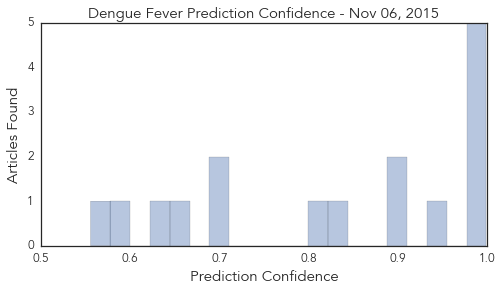 Dengue Fever Prediction Confidence - Nov 06, 2015
Articles Found
5
4
3
2
1
0
0.5 0.6 0.7 0.8 0.9 1.0
Prediction Confidence